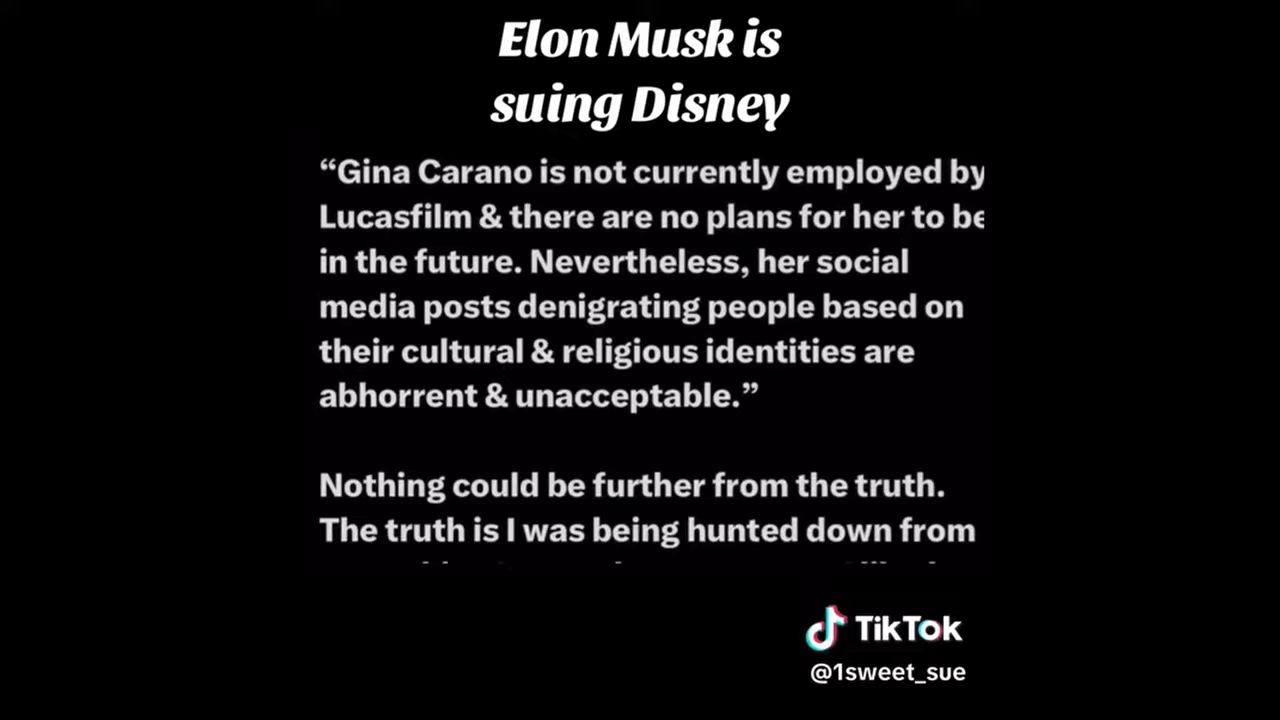 Elon Musk is
suing Disney
“Gina Carano is not currently employed by
Lucasfilm & there are no plans for her to be
in the future. Nevertheless, her social
media posts denigrating people based on
their cultural & religious identities are
abhorrent & unacceptable.”
Nothing could be further from the truth.
The truth is I was being hunted down from
TikTok
@1sweet_sue